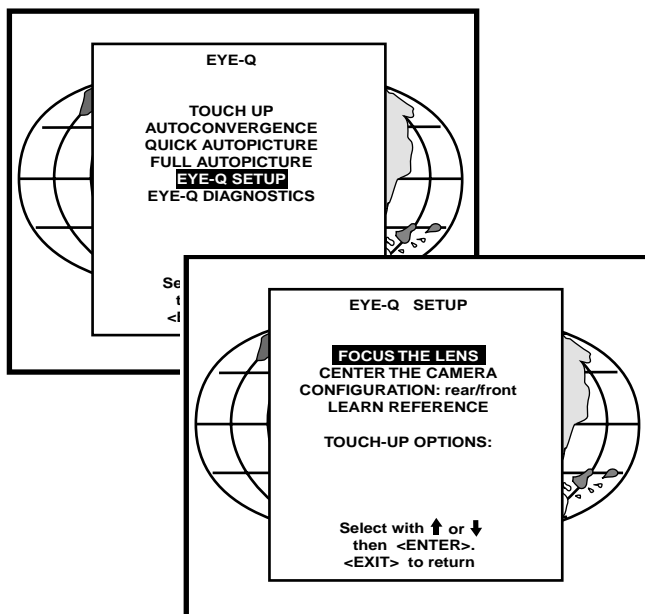 EYE-Q
TOUCH UP
AUTOCONVERGENCE
QUICK AUTOPICTURE
FULL AUTOPICTURE
EYE-Q SETUP
EYE-Q DIAGNOSTICS
Se
t
EYE-Q SETUP
FOCUS THE LENS
CENTER THE CAMERA
CONFIGURATION: rear/front
LEARN REFERENCE
TOUCH-UP OPTIONS:
Select with ↑ or ↓
then <ENTER>.
<EXIT> to return